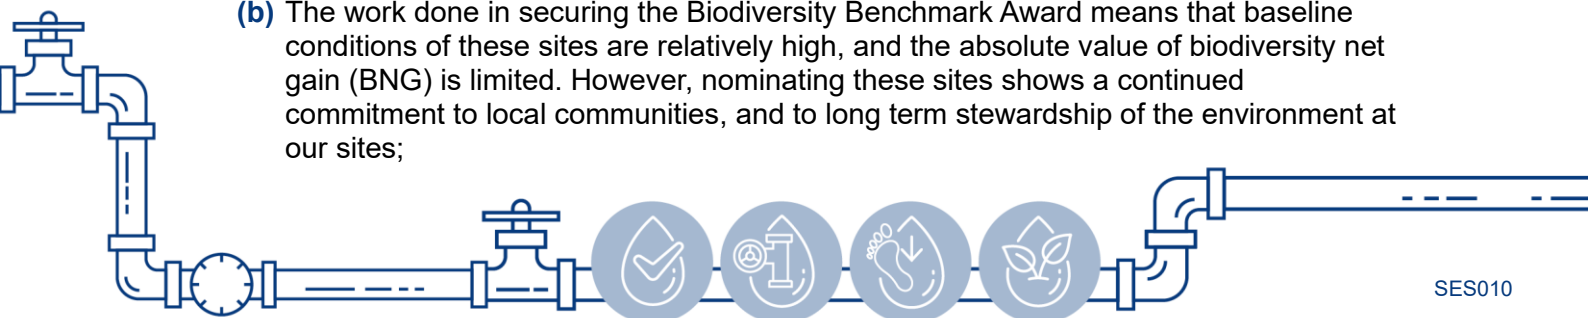 (b) The work done in securing the Biodiversity Benchmark Award means that baseline
conditions of these sites are relatively high, and the absolute value of biodiversity net
gain (BNG) is limited. However, nominating these sites shows a continued
commitment to local communities, and to long term stewardship of the environment at
our sites;
SES010